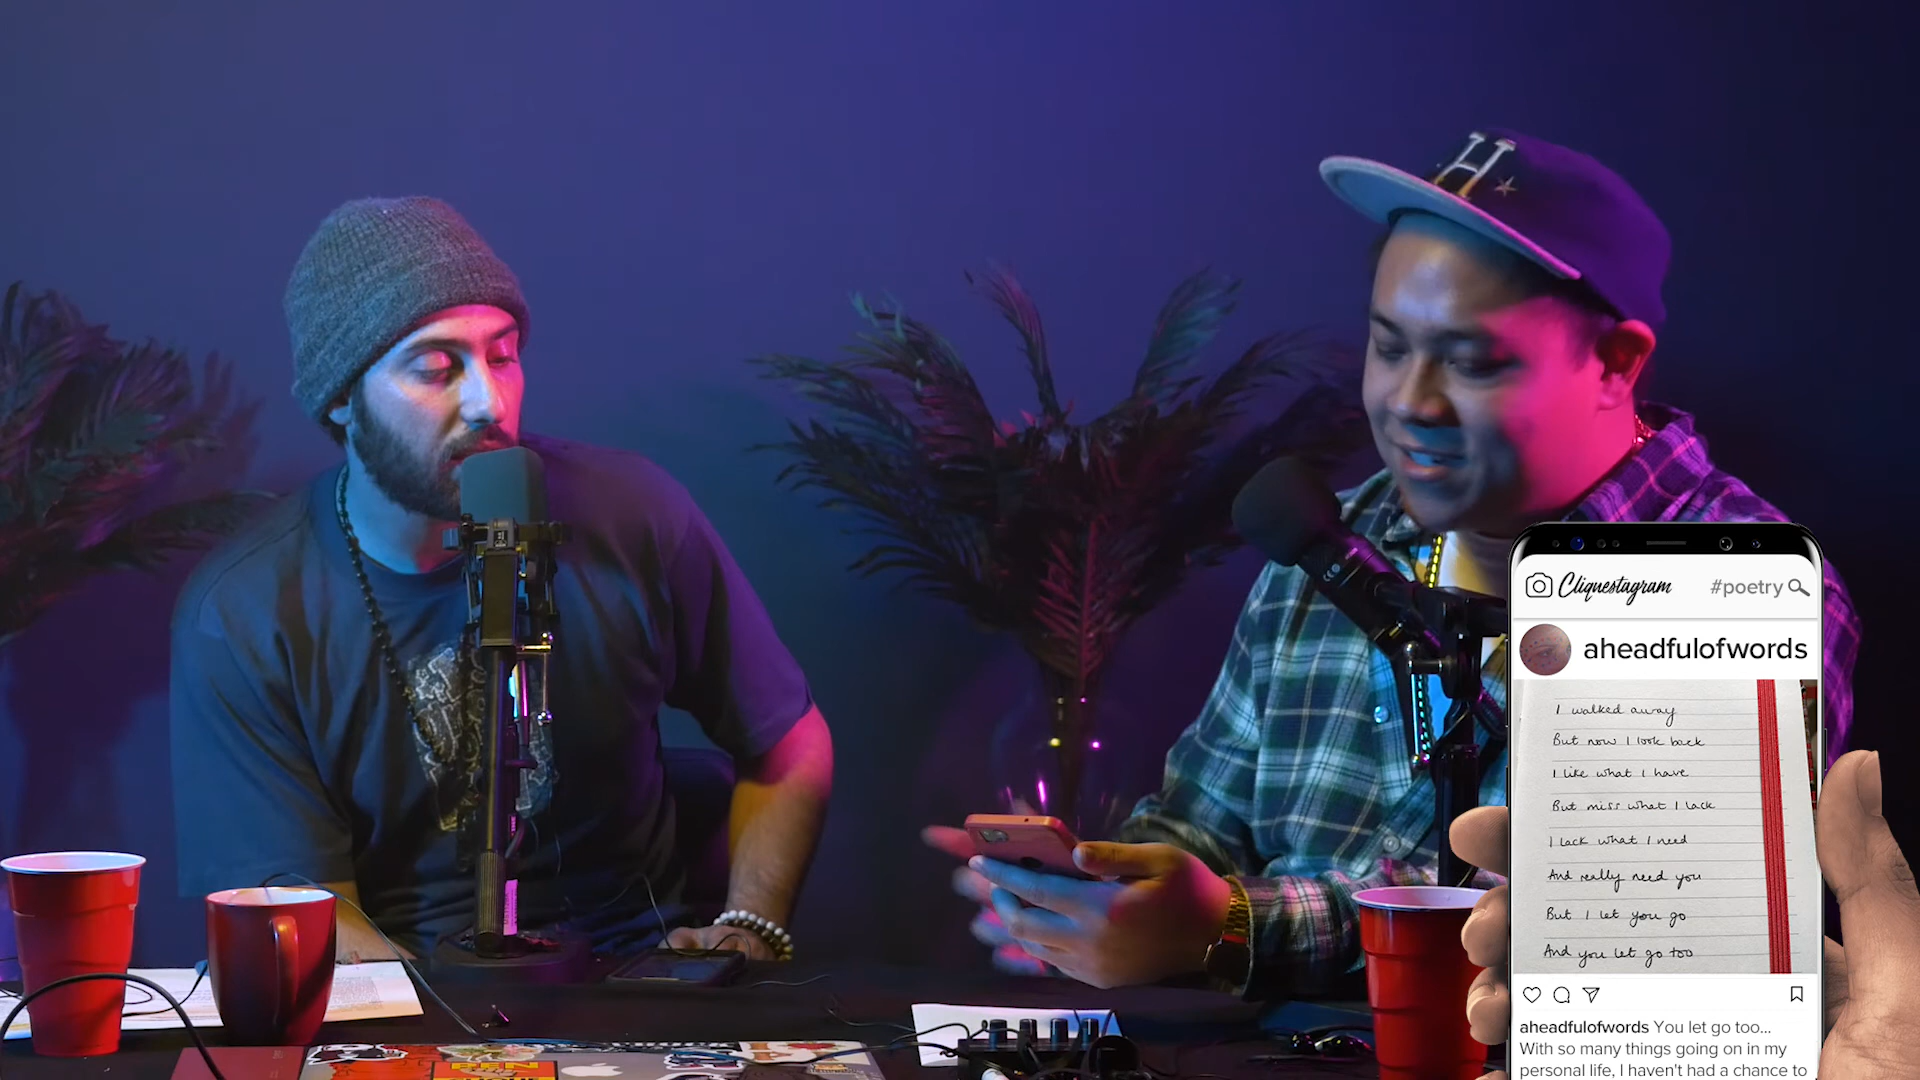 H
Cliquestagram
#poetry
aheadfulofwords
I walked away
But now I look back
I like what I have
But miss what I lack
I lack what I need
And really need you
But I let you go
And you let go too
aheadfulofwords You let go too...
With so many things going on in my
personal life, I haven't had a chance to